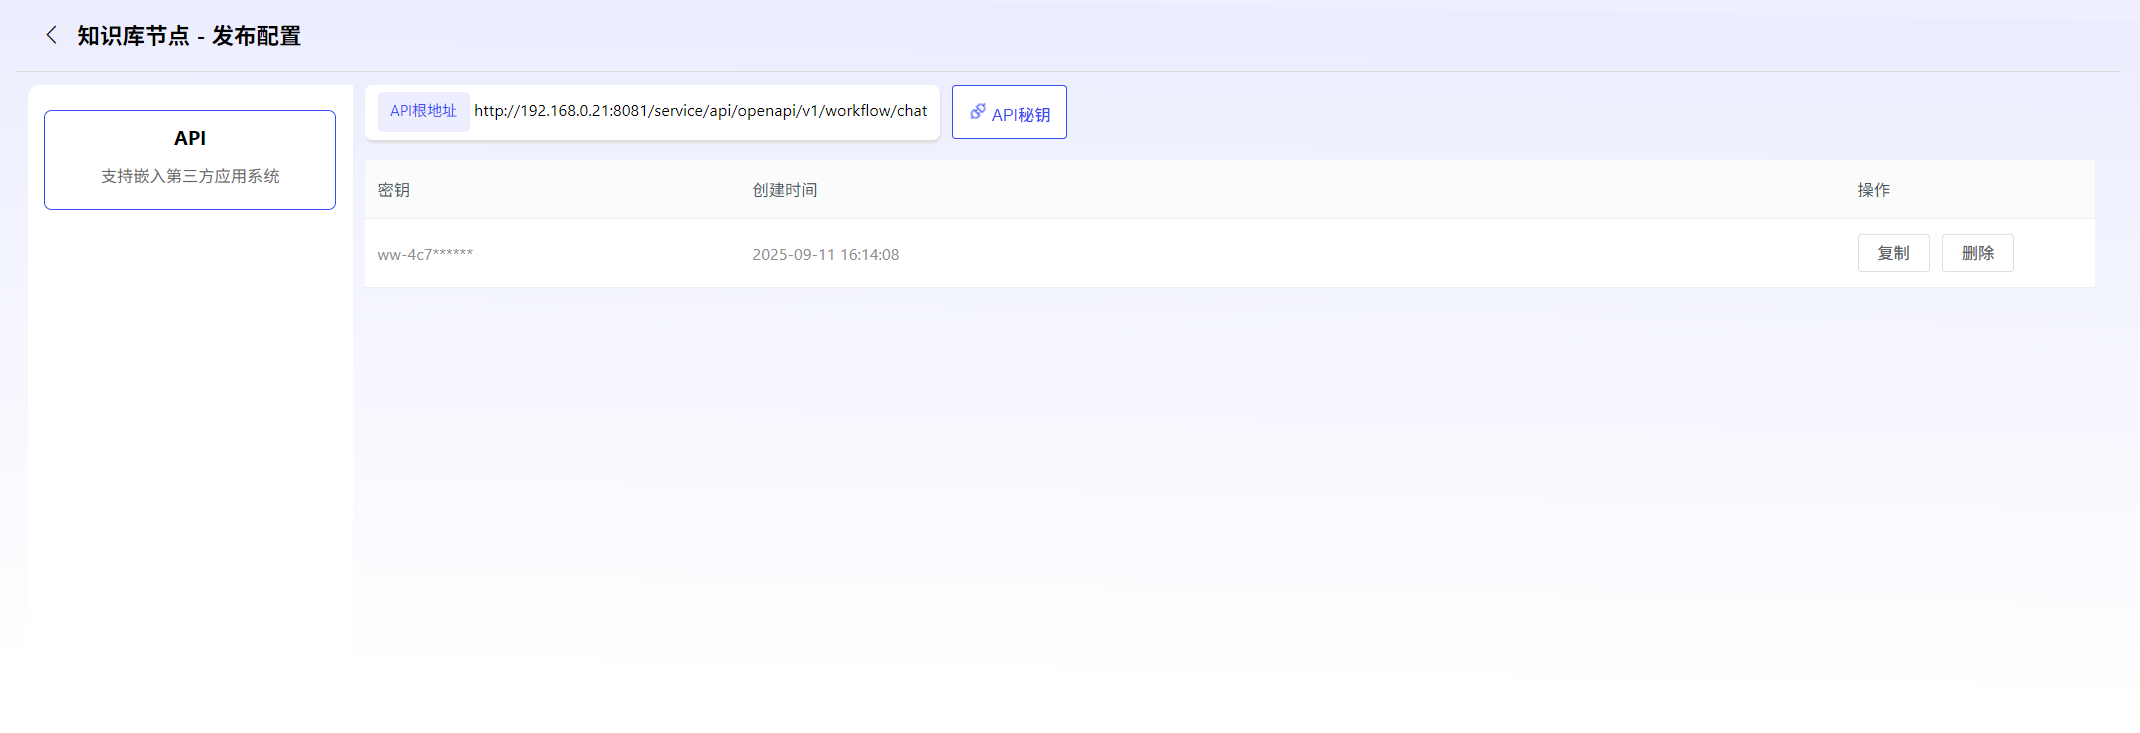 知识库节点 - 发布配置
API
支持嵌入第三方应用系统
API根地址 http://192.168.0.21:8081/service/api/openapi/v1/workflow/chat
API秘钥
密钥 创建时间 操作
ww-4c7****** 2025-09-11 16:14:08 复制 删除